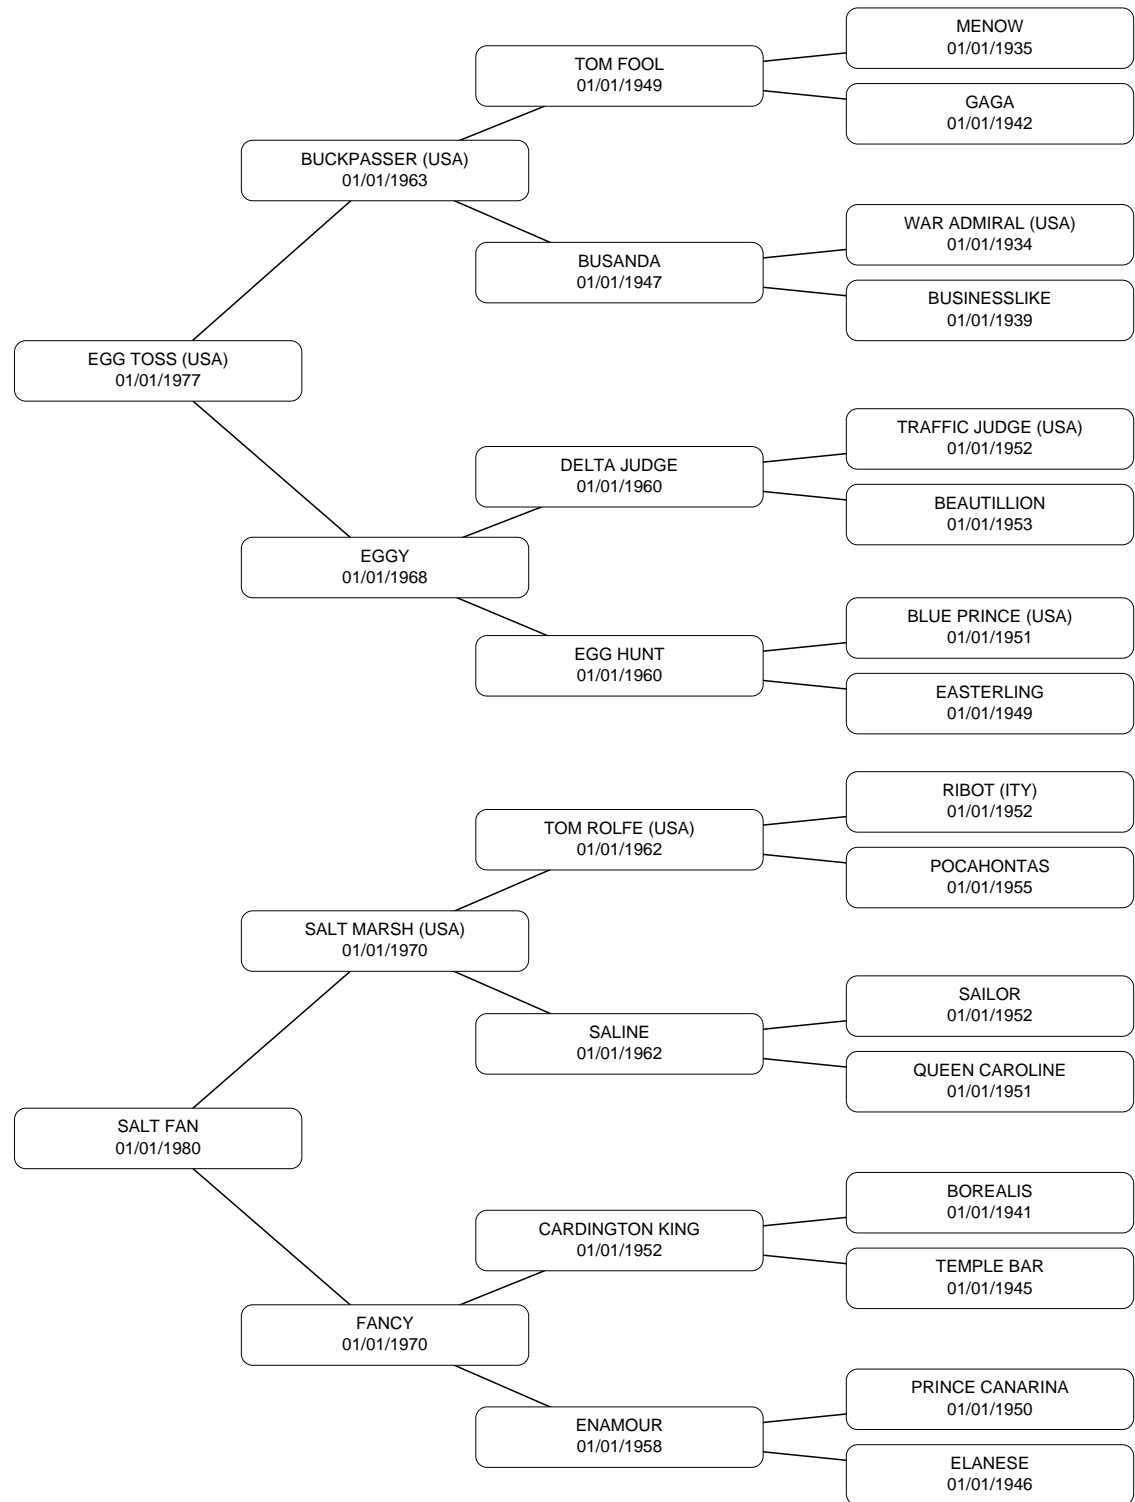 MENOW
01/01/1935
TOM FOOL
01/01/1949
GAGA
01/01/1942
BUCKPASSER (USA)
01/01/1963
WAR ADMIRAL (USA)
01/01/1934
BUSANDA
01/01/1947
BUSINESSLIKE
01/01/1939
EGG TOSS (USA)
01/01/1977
TRAFFIC JUDGE (USA)
01/01/1952
DELTA JUDGE
01/01/1960
BEAUTILLION
01/01/1953
EGGY
01/01/1968
BLUE PRINCE (USA)
01/01/1951
EGG HUNT
01/01/1960
EASTERLING
01/01/1949
RIBOT (ITY)
01/01/1952
TOM ROLFE (USA)
01/01/1962
POCAHONTAS
01/01/1955
SALT MARSH (USA)
01/01/1970
SAILOR
01/01/1952
SALINE
01/01/1962
QUEEN CAROLINE
01/01/1951
SALT FAN
01/01/1980
BOREALIS
01/01/1941
CARDINGTON KING
01/01/1952
TEMPLE BAR
01/01/1945
FANCY
01/01/1970
PRINCE CANARINA
01/01/1950
ENAMOUR
01/01/1958
ELANESE
01/01/1946